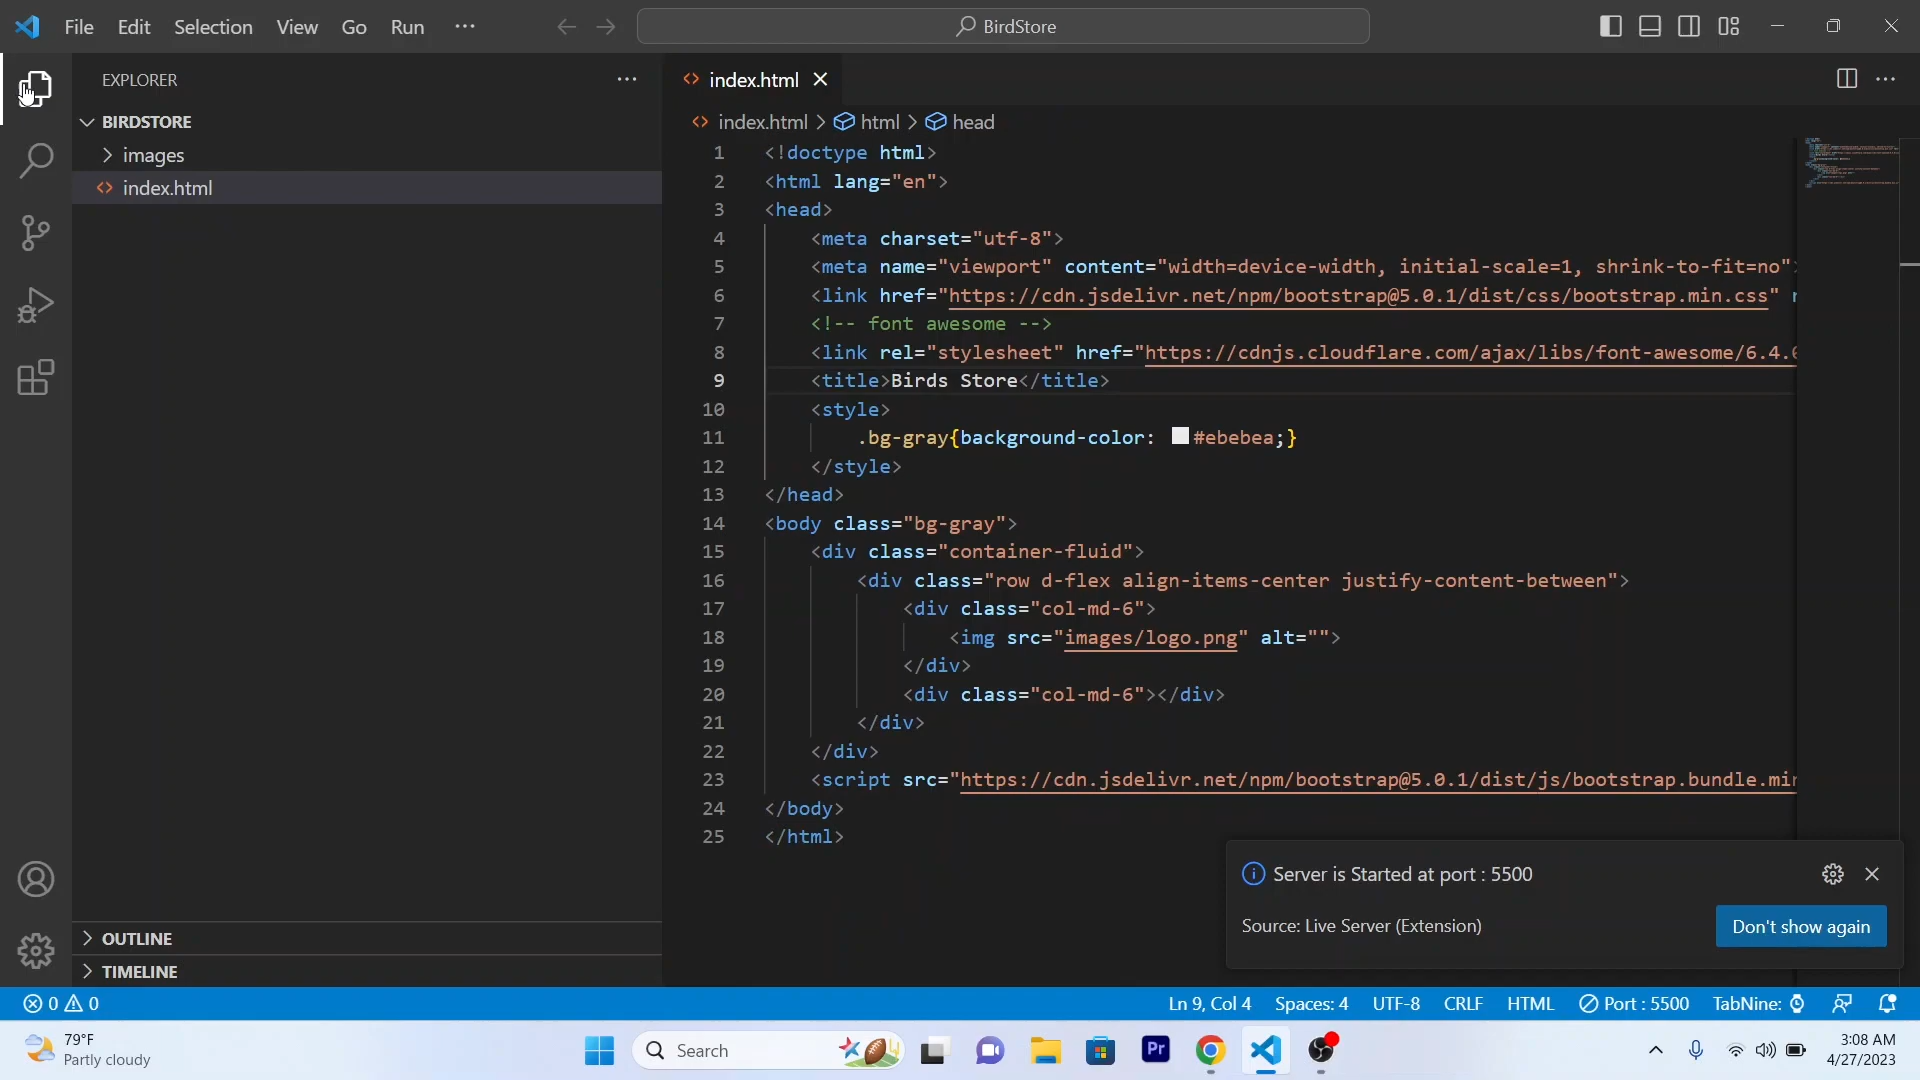 File Edit Selection View Go Run ··· BirdStore
EXPLORER ···
BIRDSTORE
images
index.html
OUTLINE
TIMELINE
index.html
index.html > html > head
1 <!doctype html>
2 <html lang="en">
3 <head>
4 <meta charset="utf-8">
5 <meta name="viewport" content="width=device-width, initial-scale=1, shrink-to-fit=no">
6 <link href="https://cdn.jsdelivr.net/npm/bootstrap@5.0.1/dist/css/bootstrap.min.css"
7 <!-- font awesome -->
8 <link rel="stylesheet" href="https://cdnjs.cloudflare.com/ajax/libs/font-awesome/6.4.0
9 <title>Birds Store</title>
10 <style>
11 .bg-gray{background-color: #ebebea;}
12 </style>
13 </head>
14 <body class="bg-gray">
15 <div class="container-fluid">
16 <div class="row d-flex align-items-center justify-content-between">
17 <div class="col-md-6">
18 <img src="images/logo.png" alt="">
19 </div>
20 <div class="col-md-6"></div>
21 </div>
22 </div>
23 <script src="https://cdn.jsdelivr.net/npm/bootstrap@5.0.1/dist/js/bootstrap.bundle.min
24 </body>
25 </html>
Server is Started at port : 5500
Source: Live Server (Extension) Don't show again
0 0 Ln 9, Col 4 Spaces: 4 UTF-8 CRLF HTML Port : 5500 TabNine:
79°F
Partly cloudy
Search
Pr
3:08 AM
4/27/2023